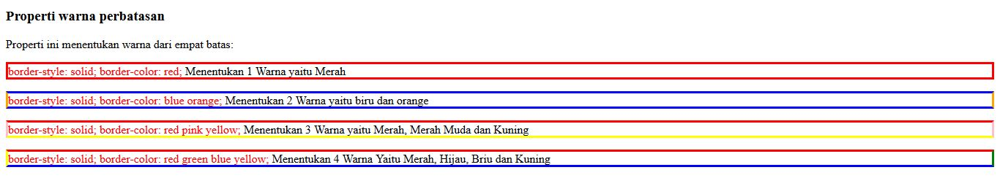 Properti warna perbatasan
Properti ini menentukan warna dari empat batas:
border-style: solid; border-color: red; Menentukan 1 Warna yaitu Merah
border-style: solid; border-color: blue orange; Menentukan 2 Warna yaitu biru dan orange
border-style: solid; border-color: red pink yellow; Menentukan 3 Warna yaitu Merah, Merah Muda dan Kuning
border-style: solid; border-color: red green blue yellow; Menentukan 4 Warna Yaitu Merah, Hijau, Briu dan Kuning